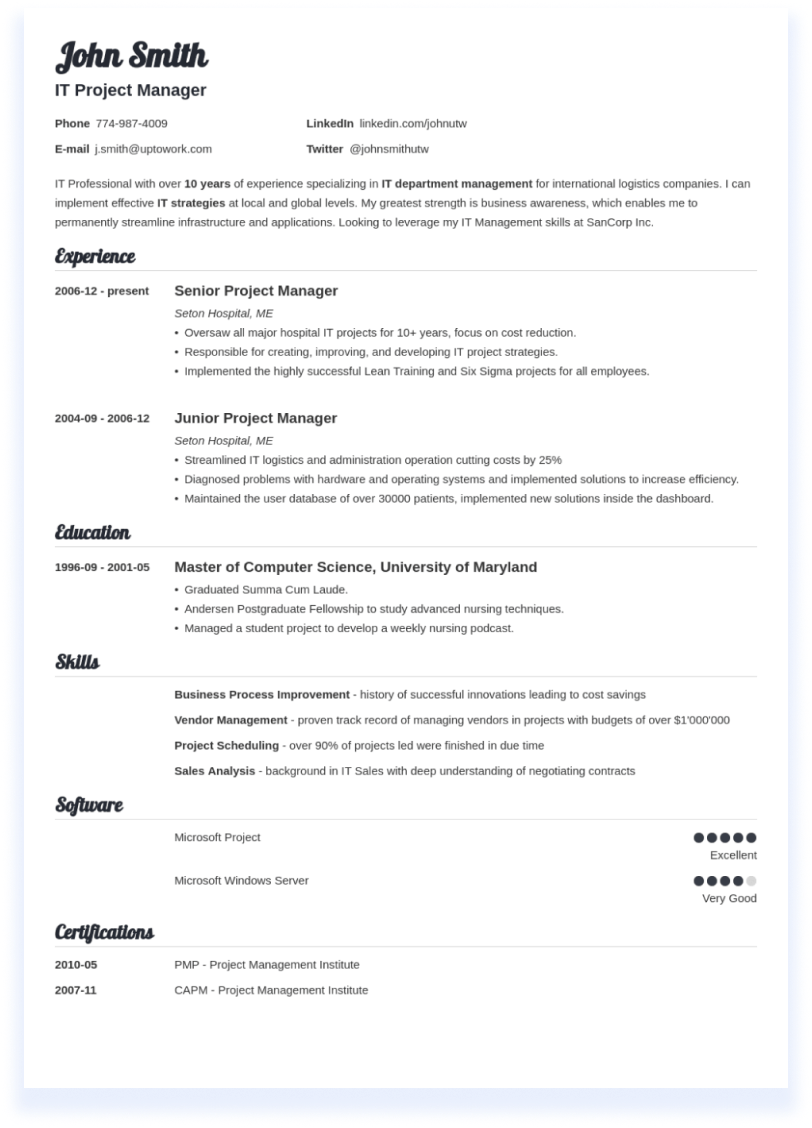 John Smith
IT Project Manager
Phone 774-987-4009 LinkedIn linkedin.com/johnutw
E-mail j.smith@uptowork.com Twitter @johnsmithutw
IT Professional with over 10 years of experience specializing in IT department management for international logistics companies. I can
implement effective IT strategies at local and global levels. My greatest strength is business awareness, which enables me to
permanently streamline infrastructure and applications. Looking to leverage my IT Management skills at SanCorp Inc.
Experience
2006-12 - present Senior Project Manager
Seton Hospital, ME
• Oversaw all major hospital IT projects for 10+ years, focus on cost reduction.
• Responsible for creating, improving, and developing IT project strategies.
• Implemented the highly successful Lean Training and Six Sigma projects for all employees.
2004-09 - 2006-12 Junior Project Manager
Seton Hospital, ME
• Streamlined IT logistics and administration operation cutting costs by 25%
• Diagnosed problems with hardware and operating systems and implemented solutions to increase efficiency.
• Maintained the user database of over 30000 patients, implemented new solutions inside the dashboard.
Education
1996-09 - 2001-05 Master of Computer Science, University of Maryland
• Graduated Summa Cum Laude.
• Andersen Postgraduate Fellowship to study advanced nursing techniques.
• Managed a student project to develop a weekly nursing podcast.
Skills
Business Process Improvement - history of successful innovations leading to cost savings
Vendor Management - proven track record of managing vendors in projects with budgets of over $1'000'000
Project Scheduling - over 90% of projects led were finished in due time
Sales Analysis - background in IT Sales with deep understanding of negotiating contracts
Software
Microsoft Project
Excellent
Microsoft Windows Server
Very Good
Certifications
2010-05 PMP - Project Management Institute
2007-11 CAPM - Project Management Institute